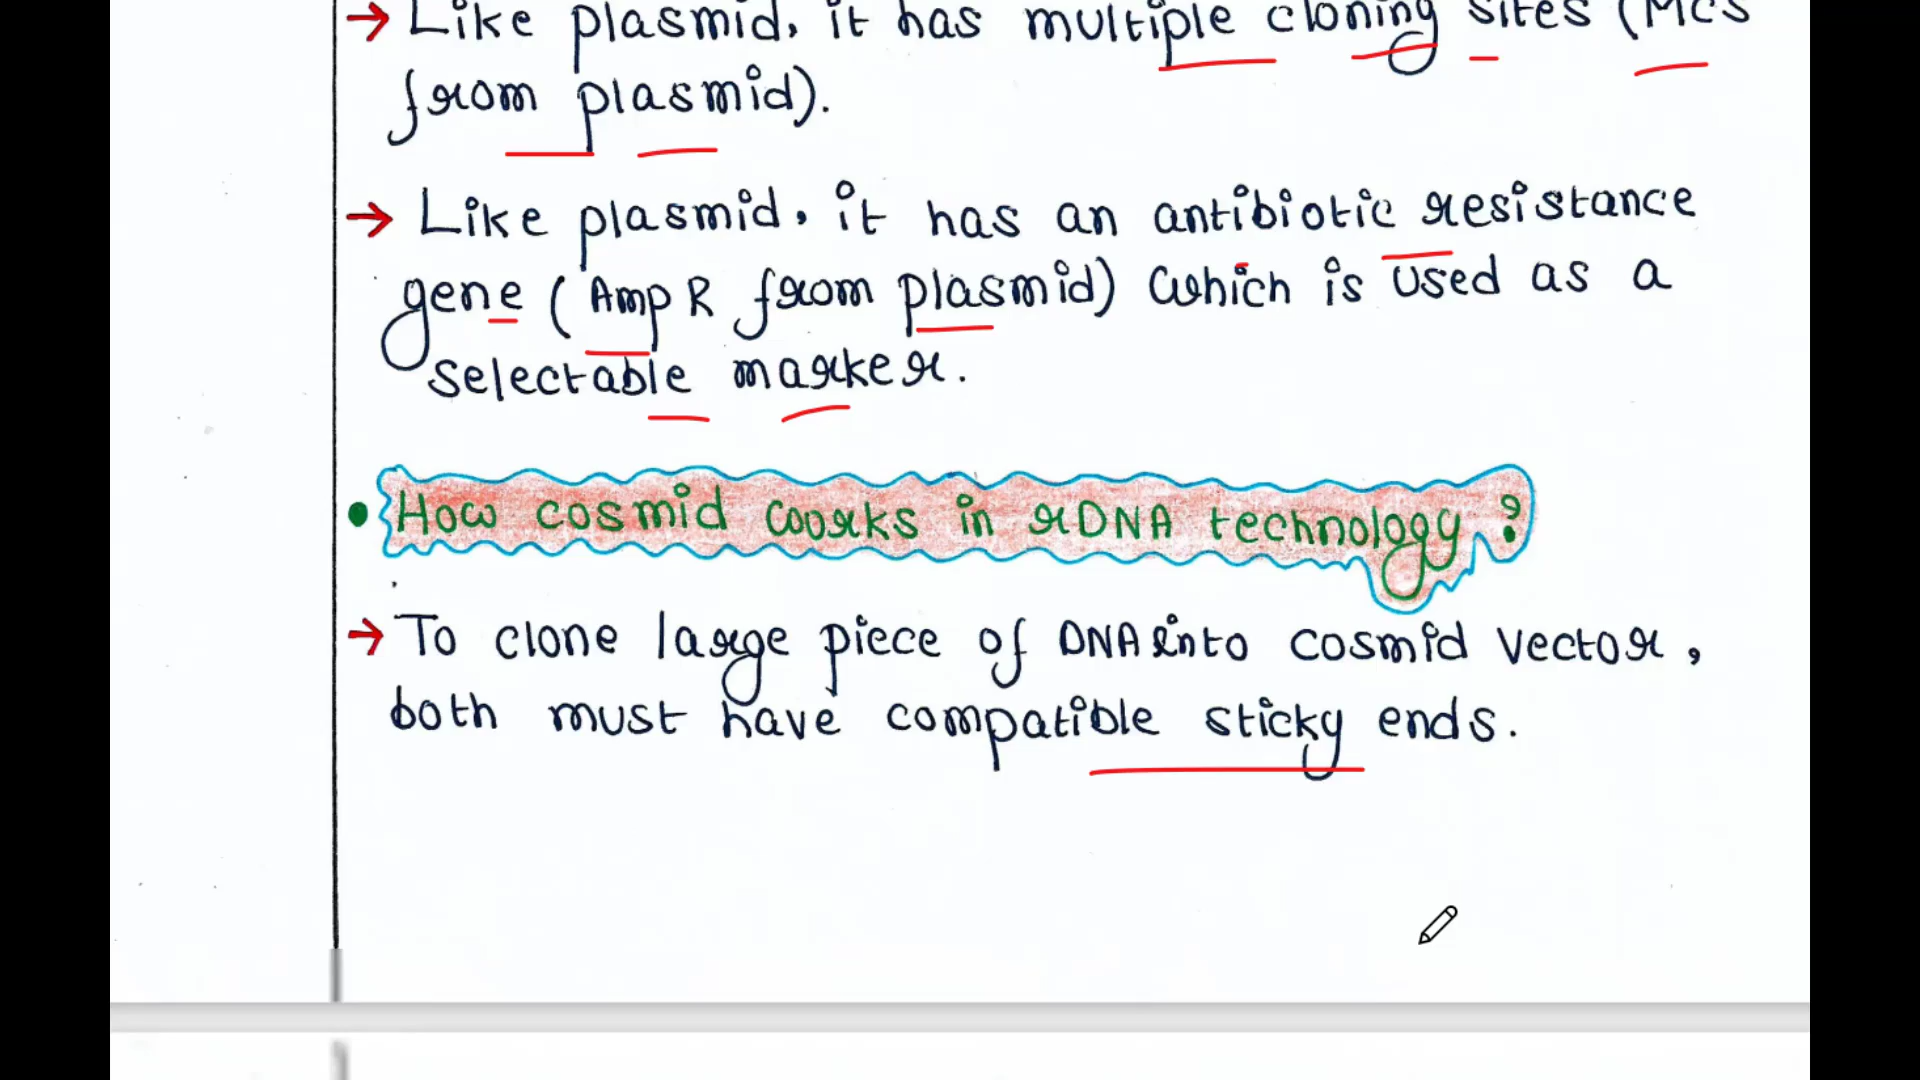 → Like plasmid, it has multiple cloning sites (MCS
from plasmid).
→ Like plasmid, it has an antibiotic resistance
gene (Amp R from plasmid) which is used as a
selectable marker.
• How cosmid works in rDNA technology ?
→ To clone large piece of DNA into cosmid vector,
both must have compatible sticky ends.